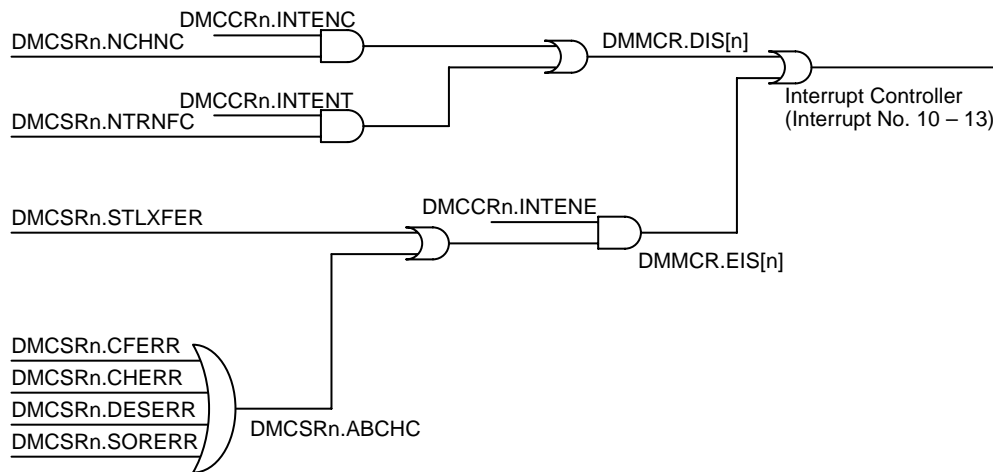 DMCCRn.INTENC
DMCSRn.NCHNC
DMMCR.DIS[n]
Interrupt Controller
(Interrupt No. 10 – 13)
DMCCRn.INTENT
DMCSRn.NTRNFC
DMCCRn.INTENE
DMCSRn.STLXFER
DMMCR.EIS[n]
DMCSRn.CFERR
DMCSRn.CHERR
DMCSRn.DESERR
DMCSRn.SORERR
DMCSRn.ABCHC